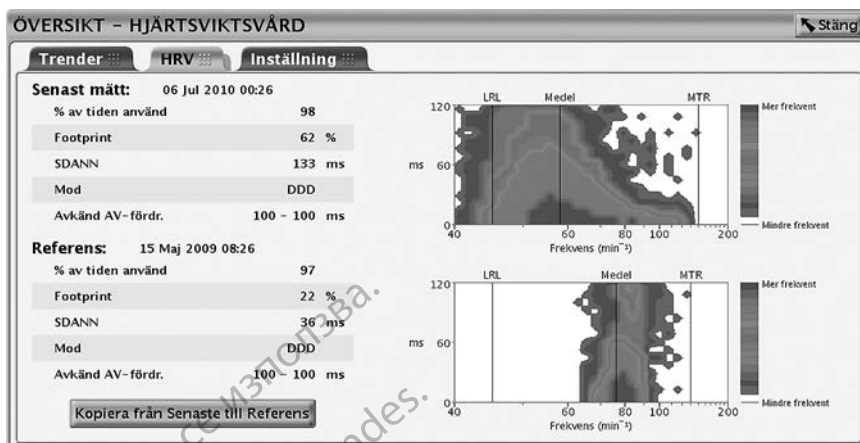 ÖVERSIKT – HJÄRTSVIKTSVÅRD
Stäng
Trender HRV Inställning
Senast mätt: 06 Jul 2010 00:26
% av tiden använd 98
Footprint 62 %
SDANN 133 ms
Mod DDD
Avkänd AV-fördr. 100 - 100 ms
LRL Medel MTR
120
ms 60
0
40 60 80 100 200
Frekvens (min⁻¹)
Mer frekvent
Mindre frekvent
Referens: 15 Maj 2009 08:26
% av tiden använd 97
Footprint 22 %
SDANN 36 ms
Mod DDD
Avkänd AV-fördr. 100 - 100 ms
Kopiera från Senaste till Referens
LRL Medel MTR
120
ms 60
0
40 60 80 100 200
Frekvens (min⁻¹)
Mer frekvent
Mindre frekvent
се използва.
des.